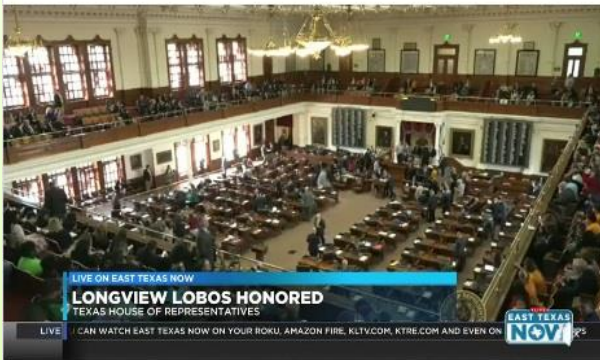 LIVE ON EAST TEXAS NOW
LONGVIEW LOBOS HONORED
TEXAS HOUSE OF REPRESENTATIVES
EAST TEXAS
NOW
LIVE
CAN WATCH EAST TEXAS NOW ON YOUR ROKU, AMAZON FIRE, KLTV.COM, KTRE.COM AND EVEN ON